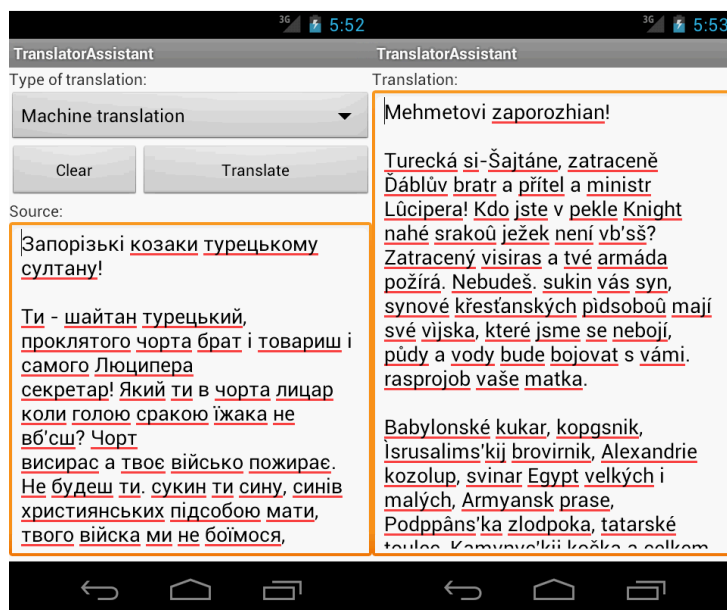 3G 5:52
TranslatorAssistant
Type of translation:
Machine translation
Clear Translate
Source:
Запорізькі козаки турецькому
султану!
Ти - шайтан турецький,
проклятого чорта брат і товариш і
самого Люципера
секретар! Який ти в чорта лицар
коли голою сракою їжака не
вб'єш? Чорт
висирає а твоє військо пожирає.
Не будеш ти. сукин ти сину, синів
християнських підсобою мати,
твого війска ми не боїмося,
3G 5:53
TranslatorAssistant
Translation:
Mehmetovi zaporozhian!
Turecká si-Šajtáne, zatraceně
Ďáblův bratr a přítel a ministr
Lûcipera! Kdo jste v pekle Knight
nahé srakoû ježek není vb'sš?
Zatracený visiras a tvé armáda
požírá. Nebudeš. sukin vás syn,
synové křesťanských pìdsoboû mají
své vìjska, které jsme se nebojí,
půdy a vody bude bojovat s vámi.
rasprojob vaše matka.
Babylonské kukar, kopgsnik,
Ìsrusalims'kij brovirnik, Alexandrie
kozolup, svinar Egypt velkých i
malých, Armyansk prase,
Podppâns'ka zlodpoka, tatarské
toulec, Kamynyc'kij kočka a celkem